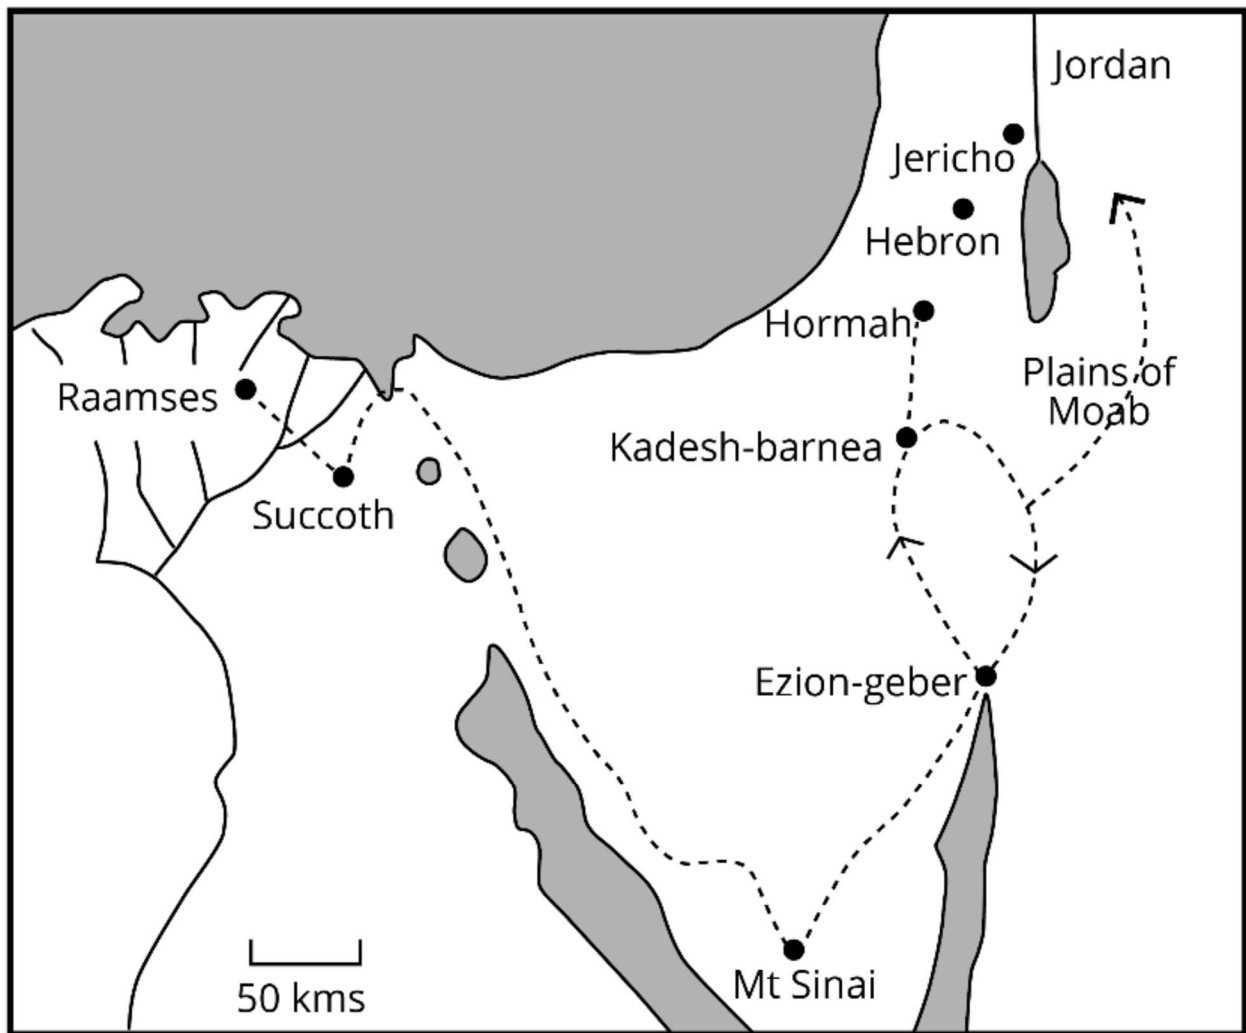 Jordan
Jericho
Hebron
Hormah
Raamses
Plains of
Moab
Kadesh-barnea
Succoth
Ezion-geber
Mt Sinai
50 kms